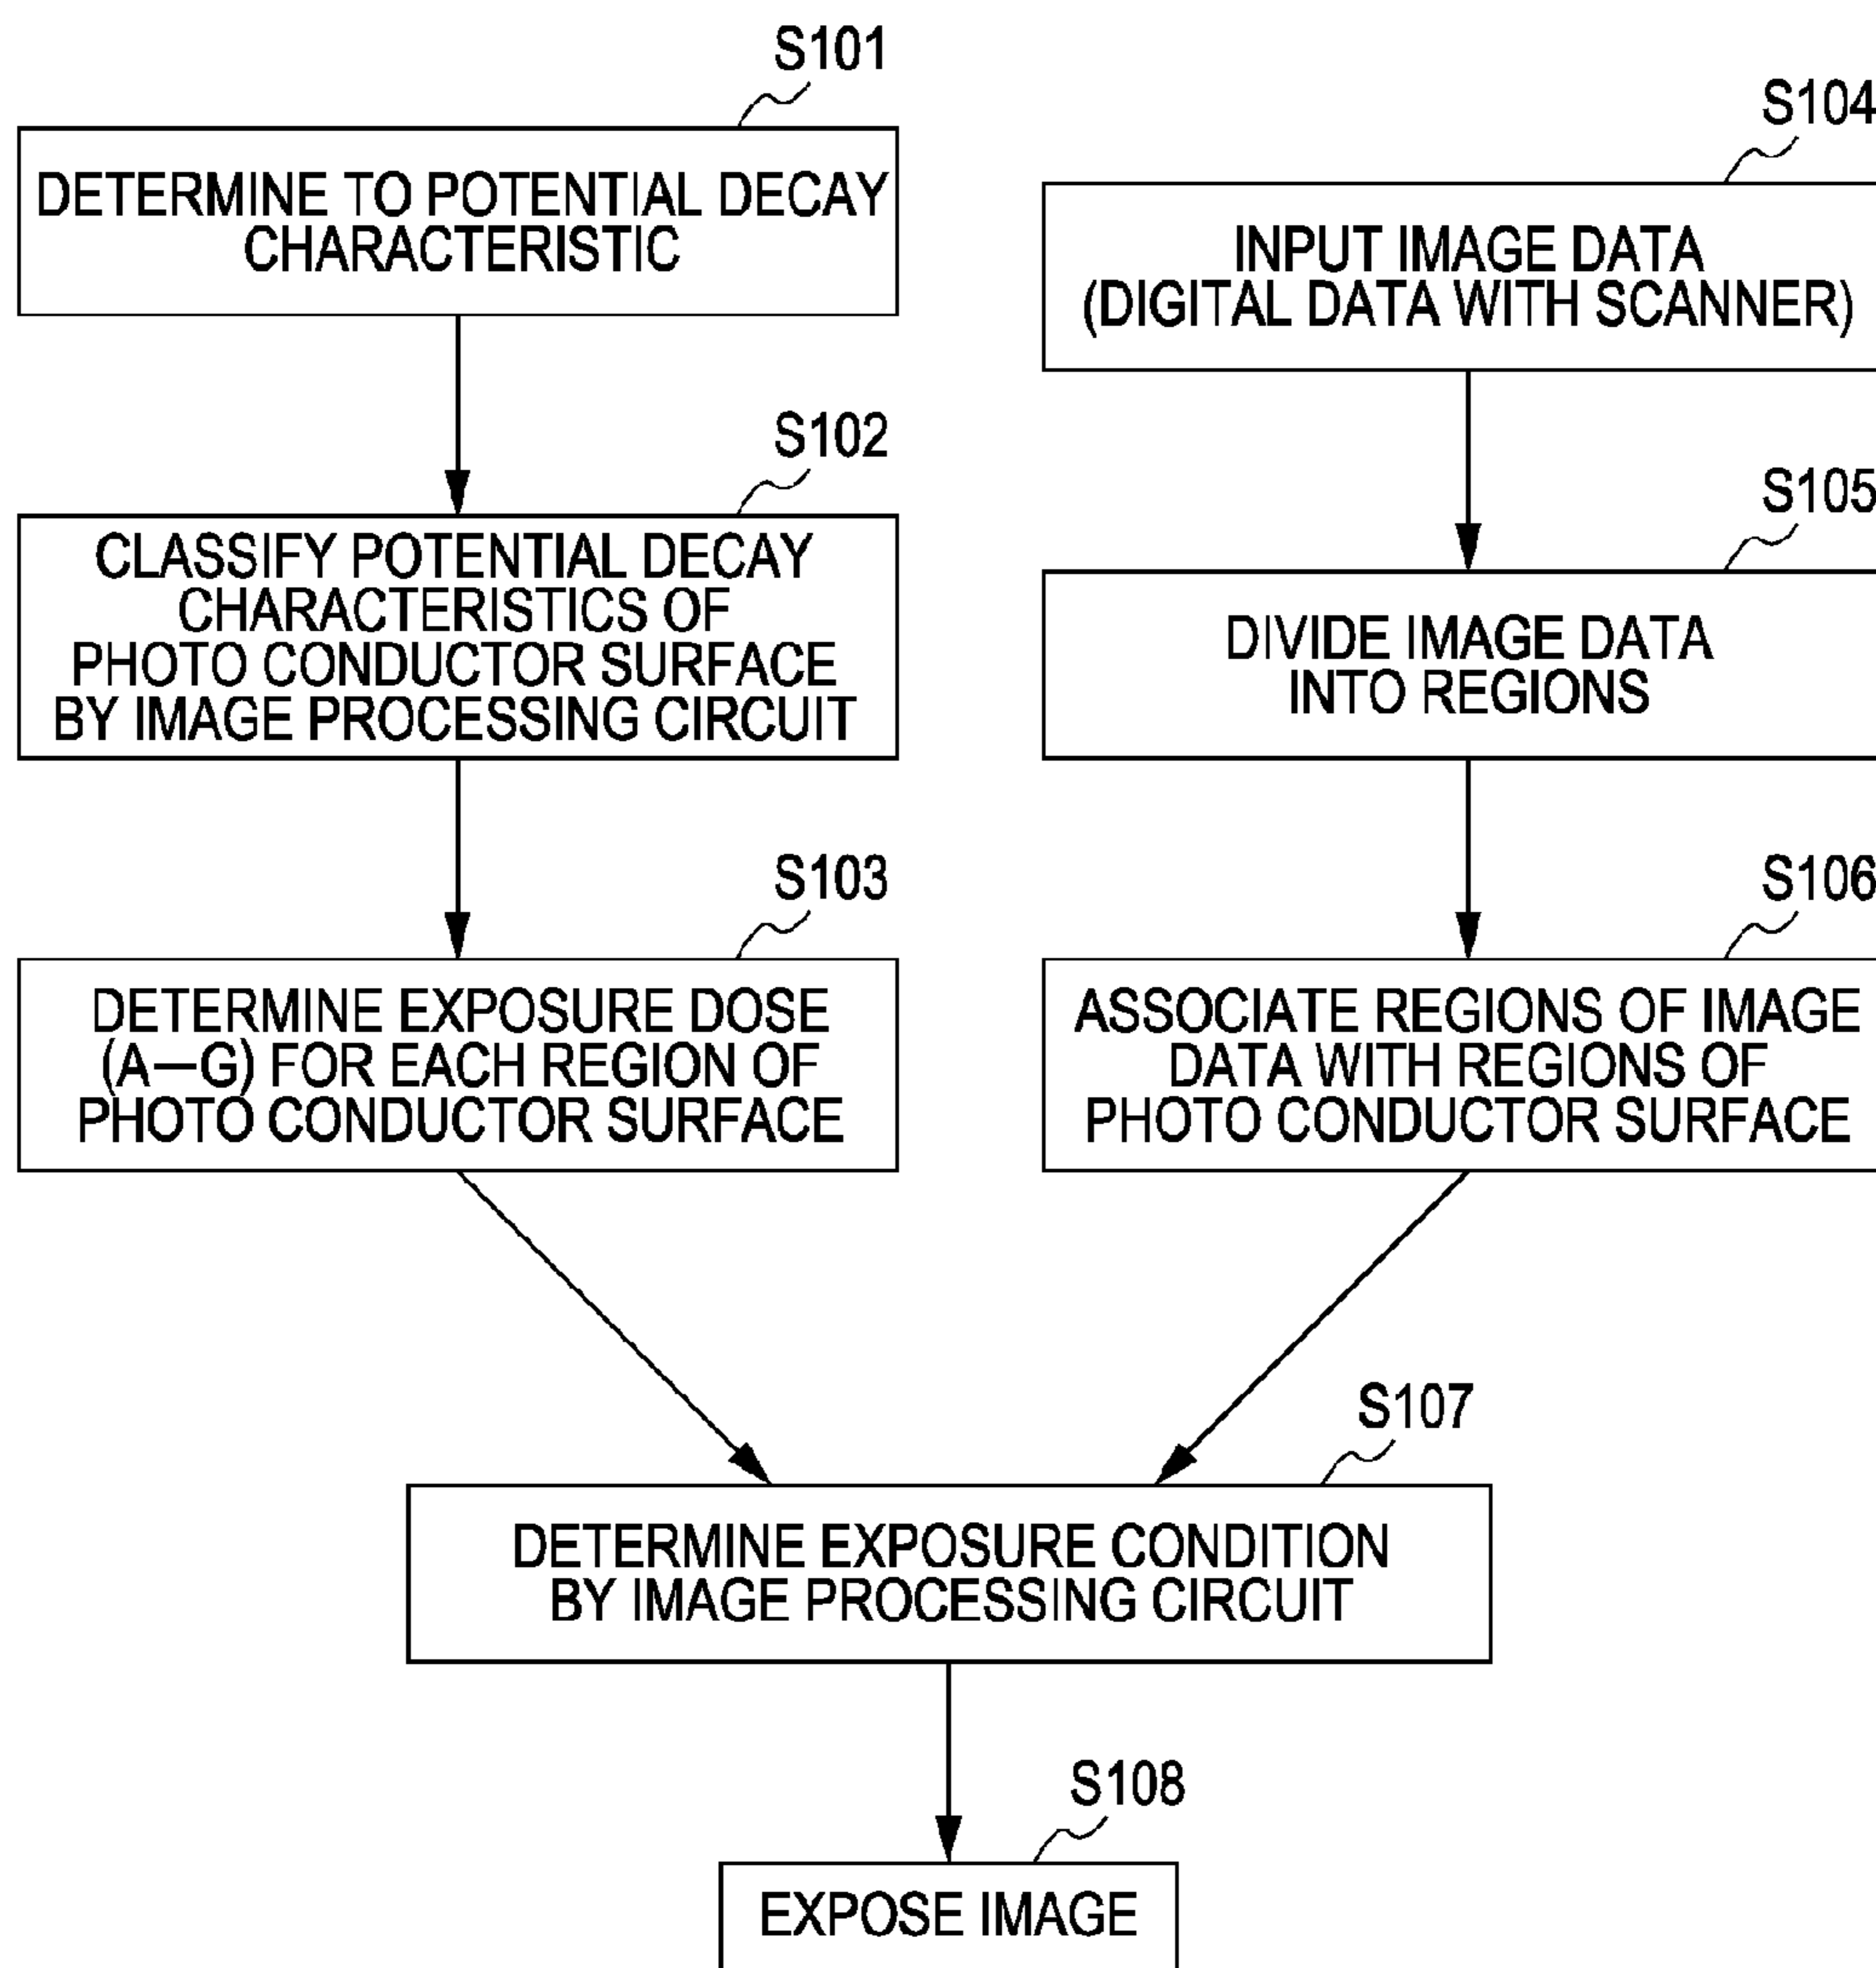 S101
DETERMINE TO POTENTIAL DECAY
CHARACTERISTIC
S102
CLASSIFY POTENTIAL DECAY
CHARACTERISTICS OF
PHOTO CONDUCTOR SURFACE
BY IMAGE PROCESSING CIRCUIT
S103
DETERMINE EXPOSURE DOSE
(A—G) FOR EACH REGION OF
PHOTO CONDUCTOR SURFACE
S104
INPUT IMAGE DATA
(DIGITAL DATA WITH SCANNER)
S105
DIVIDE IMAGE DATA
INTO REGIONS
S106
ASSOCIATE REGIONS OF IMAGE
DATA WITH REGIONS OF
PHOTO CONDUCTOR SURFACE
S107
DETERMINE EXPOSURE CONDITION
BY IMAGE PROCESSING CIRCUIT
S108
EXPOSE IMAGE